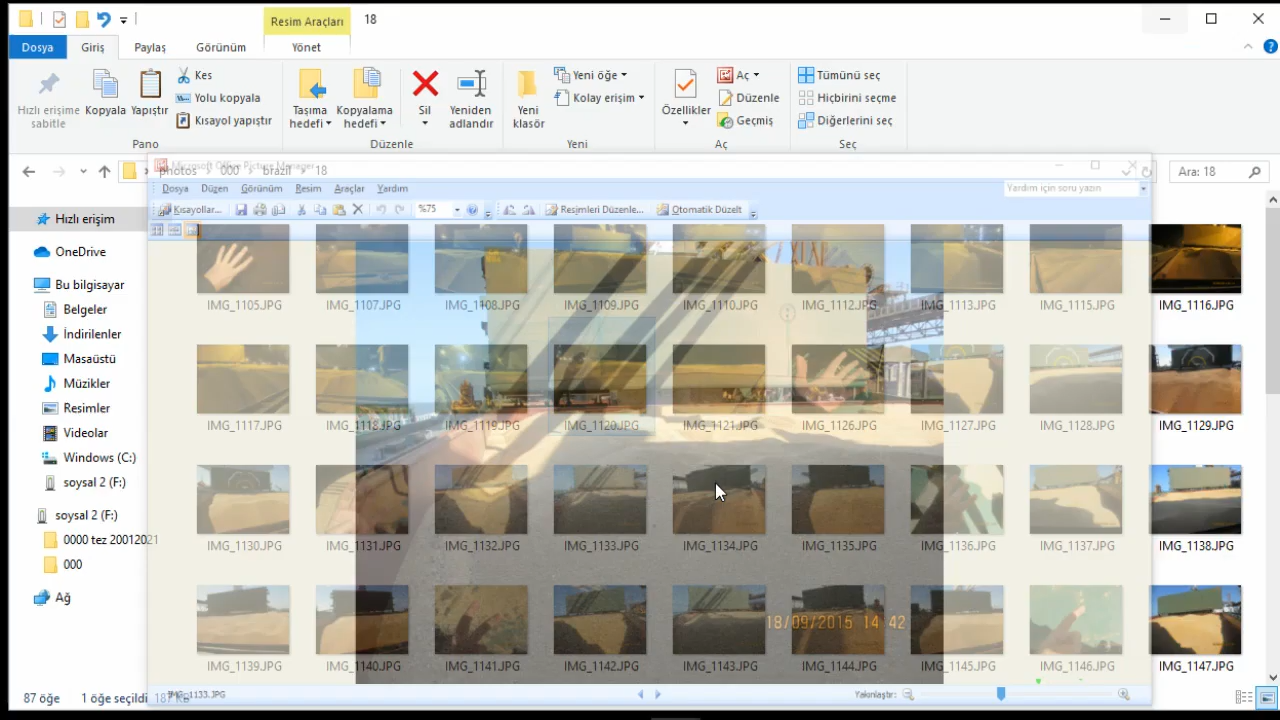 Resim Araçları 18
Dosya Giriş Paylaş Görünüm Yönet
Hızlı erişime sabitle
Kopyala
Yapıştır
Kes
Yolu kopyala
Kısayol yapıştır
Taşıma hedefi
Kopyalama hedefi
Sil
Yeniden adlandır
Yeni klasör
Yeni öğe
Kolay erişim
Özellikler
Aç
Düzenle
Geçmiş
Tümünü seç
Hiçbirini seçme
Diğerlerini seç
Pano Düzenle Yeni Aç Seç
photos 000 brazil 18
Ara: 18
Microsoft Office Picture Manager
Dosya Düzen Görünüm Resim Araçlar Yardım
Yardım için soru yazın
Kısayollar... %75 Resimleri Düzenle... Otomatik Düzelt
Hızlı erişim
OneDrive
Bu bilgisayar
Belgeler
İndirilenler
Masaüstü
Müzikler
Resimler
Videolar
Windows (C:)
soysal 2 (F:)
soysal 2 (F:)
0000 tez 20012021
000
Ağ
IMG_1105.JPG IMG_1107.JPG IMG_1108.JPG IMG_1109.JPG IMG_1110.JPG IMG_1112.JPG IMG_1113.JPG IMG_1115.JPG IMG_1116.JPG
IMG_1117.JPG IMG_1118.JPG IMG_1119.JPG IMG_1120.JPG IMG_1121.JPG IMG_1126.JPG IMG_1127.JPG IMG_1128.JPG IMG_1129.JPG
IMG_1130.JPG IMG_1131.JPG IMG_1132.JPG IMG_1133.JPG IMG_1134.JPG IMG_1135.JPG IMG_1136.JPG IMG_1137.JPG IMG_1138.JPG
18/09/2015 14 42
IMG_1139.JPG IMG_1140.JPG IMG_1141.JPG IMG_1142.JPG IMG_1143.JPG IMG_1144.JPG IMG_1145.JPG IMG_1146.JPG IMG_1147.JPG
87 öğe 1 öğe seçildi 187 KB
IMG_1133.JPG
Yakınlaştır: